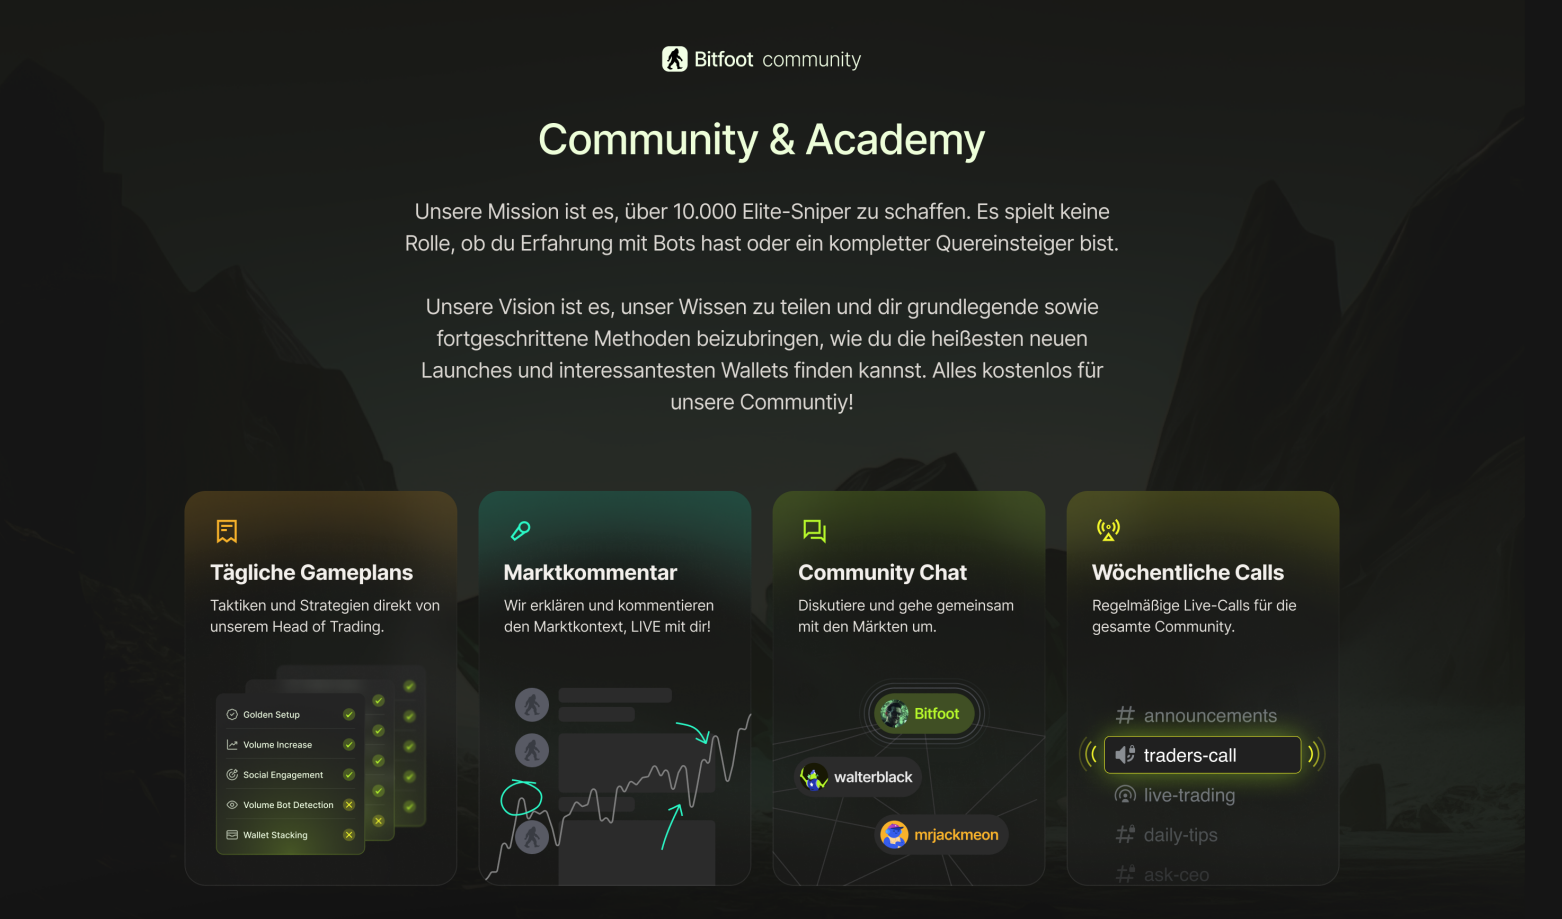 Bitfoot community
Community & Academy
Unsere Mission ist es, über 10.000 Elite-Sniper zu schaffen. Es spielt keine
Rolle, ob du Erfahrung mit Bots hast oder ein kompletter Quereinsteiger bist.
Unsere Vision ist es, unser Wissen zu teilen und dir grundlegende sowie
fortgeschrittene Methoden beizubringen, wie du die heißesten neuen
Launches und interessantesten Wallets finden kannst. Alles kostenlos für
unsere Communtiy!
Tägliche Gameplans
Taktiken und Strategien direkt von
unserem Head of Trading.
Golden Setup
Volume Increase
Social Engagement
Volume Bot Detection
Wallet Stacking
Marktkommentar
Wir erklären und kommentieren
den Marktkontext, LIVE mit dir!
Community Chat
Diskutiere und gehe gemeinsam
mit den Märkten um.
Bitfoot
walterblack
mrjackmeon
Wöchentliche Calls
Regelmäßige Live-Calls für die
gesamte Community.
# announcements
traders-call
live-trading
# daily-tips
# ask-ceo